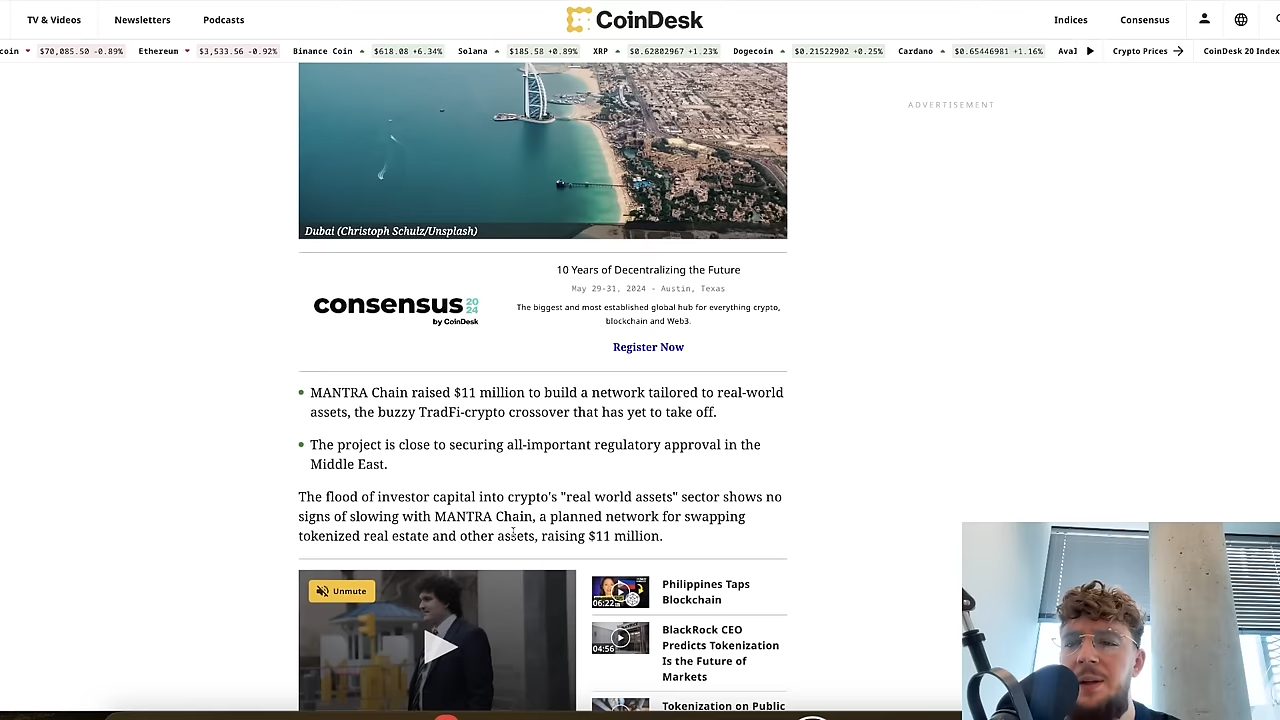 TV & Videos
Newsletters
Podcasts
CoinDesk
Indices
Consensus
coin $70,085.50 -0.89% Ethereum $3,533.56 -0.92% Binance Coin $618.08 +6.34% Solana $185.58 +0.89% XRP $0.62802967 +1.23% Dogecoin $0.21522902 +0.25% Cardano $0.65446981 +1.16% Aval Crypto Prices CoinDesk 20 Index
ADVERTISEMENT
Dubai (Christoph Schulz/Unsplash)
consensus 2024
by CoinDesk
10 Years of Decentralizing the Future
May 29-31, 2024 - Austin, Texas
The biggest and most established global hub for everything crypto,
blockchain and Web3.
Register Now
MANTRA Chain raised $11 million to build a network tailored to real-world
assets, the buzzy TradFi-crypto crossover that has yet to take off.
The project is close to securing all-important regulatory approval in the
Middle East.
The flood of investor capital into crypto's "real world assets" sector shows no
signs of slowing with MANTRA Chain, a planned network for swapping
tokenized real estate and other assets, raising $11 million.
Unmute
06:22
Philippines Taps
Blockchain
04:56
BlackRock CEO
Predicts Tokenization
Is the Future of
Markets
Tokenization on Public